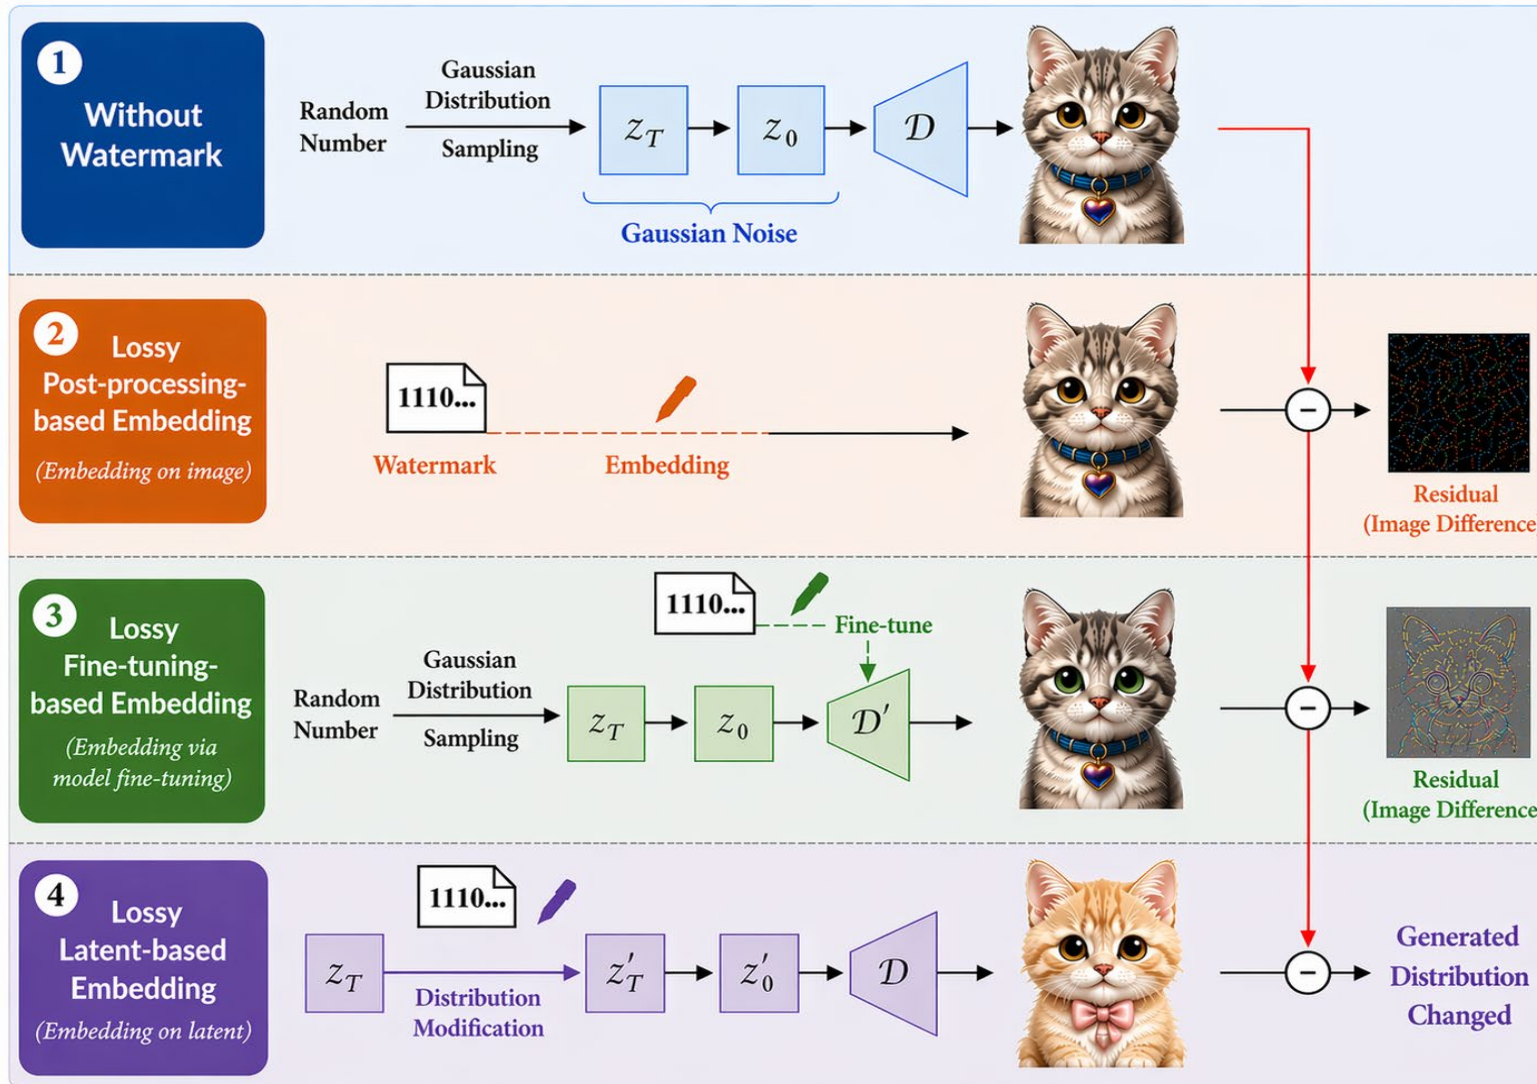 1
Without
Watermark
Random
Number
Gaussian
Distribution
Sampling
z_T
z_0
D
Gaussian Noise
2
Lossy
Post-processing-
based Embedding
(Embedding on image)
1110...
Watermark
Embedding
−
Residual
(Image Difference
3
Lossy
Fine-tuning-
based Embedding
(Embedding via
model fine-tuning)
1110...
Fine-tune
Random
Number
Gaussian
Distribution
Sampling
z_T
z_0
D′
−
Residual
(Image Difference
4
Lossy
Latent-based
Embedding
(Embedding on latent)
1110...
z_T
Distribution
Modification
z′_T
z′_0
D
−
Generated
Distribution
Changed